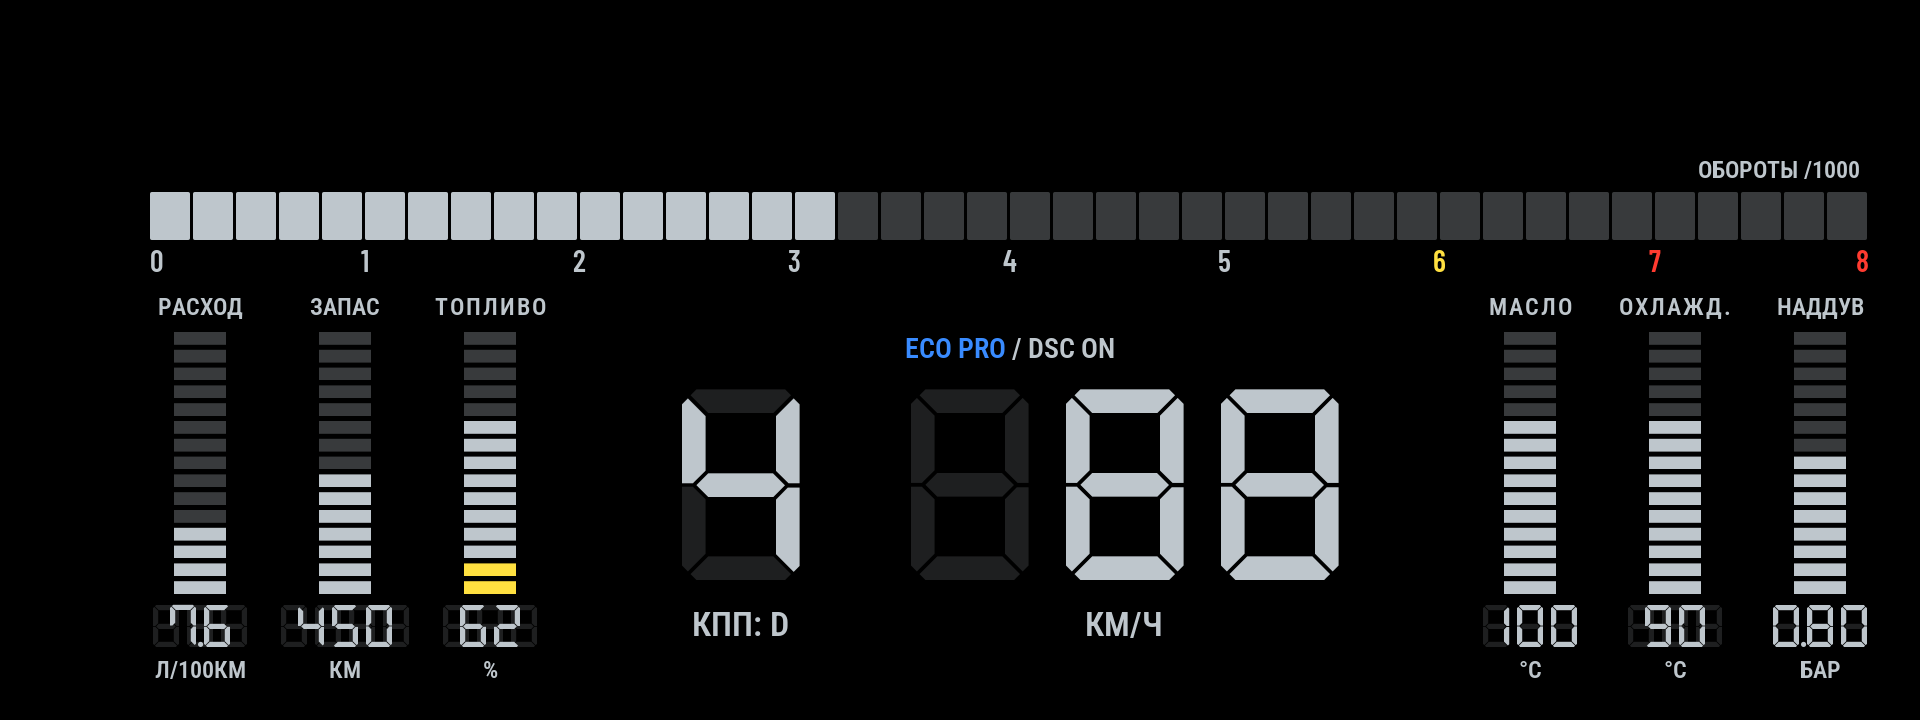 ОБОРОТЫ /1000
0 1 2 3 4 5 6 7 8
РАСХОД ЗАПАС ТОПЛИВО МАСЛО ОХЛАЖД. НАДДУВ
ECO PRO / DSC ON
4 88
7.6 450 62 100 90 0.80
КПП: D КМ/Ч
Л/100КМ КМ % °C °C БАР